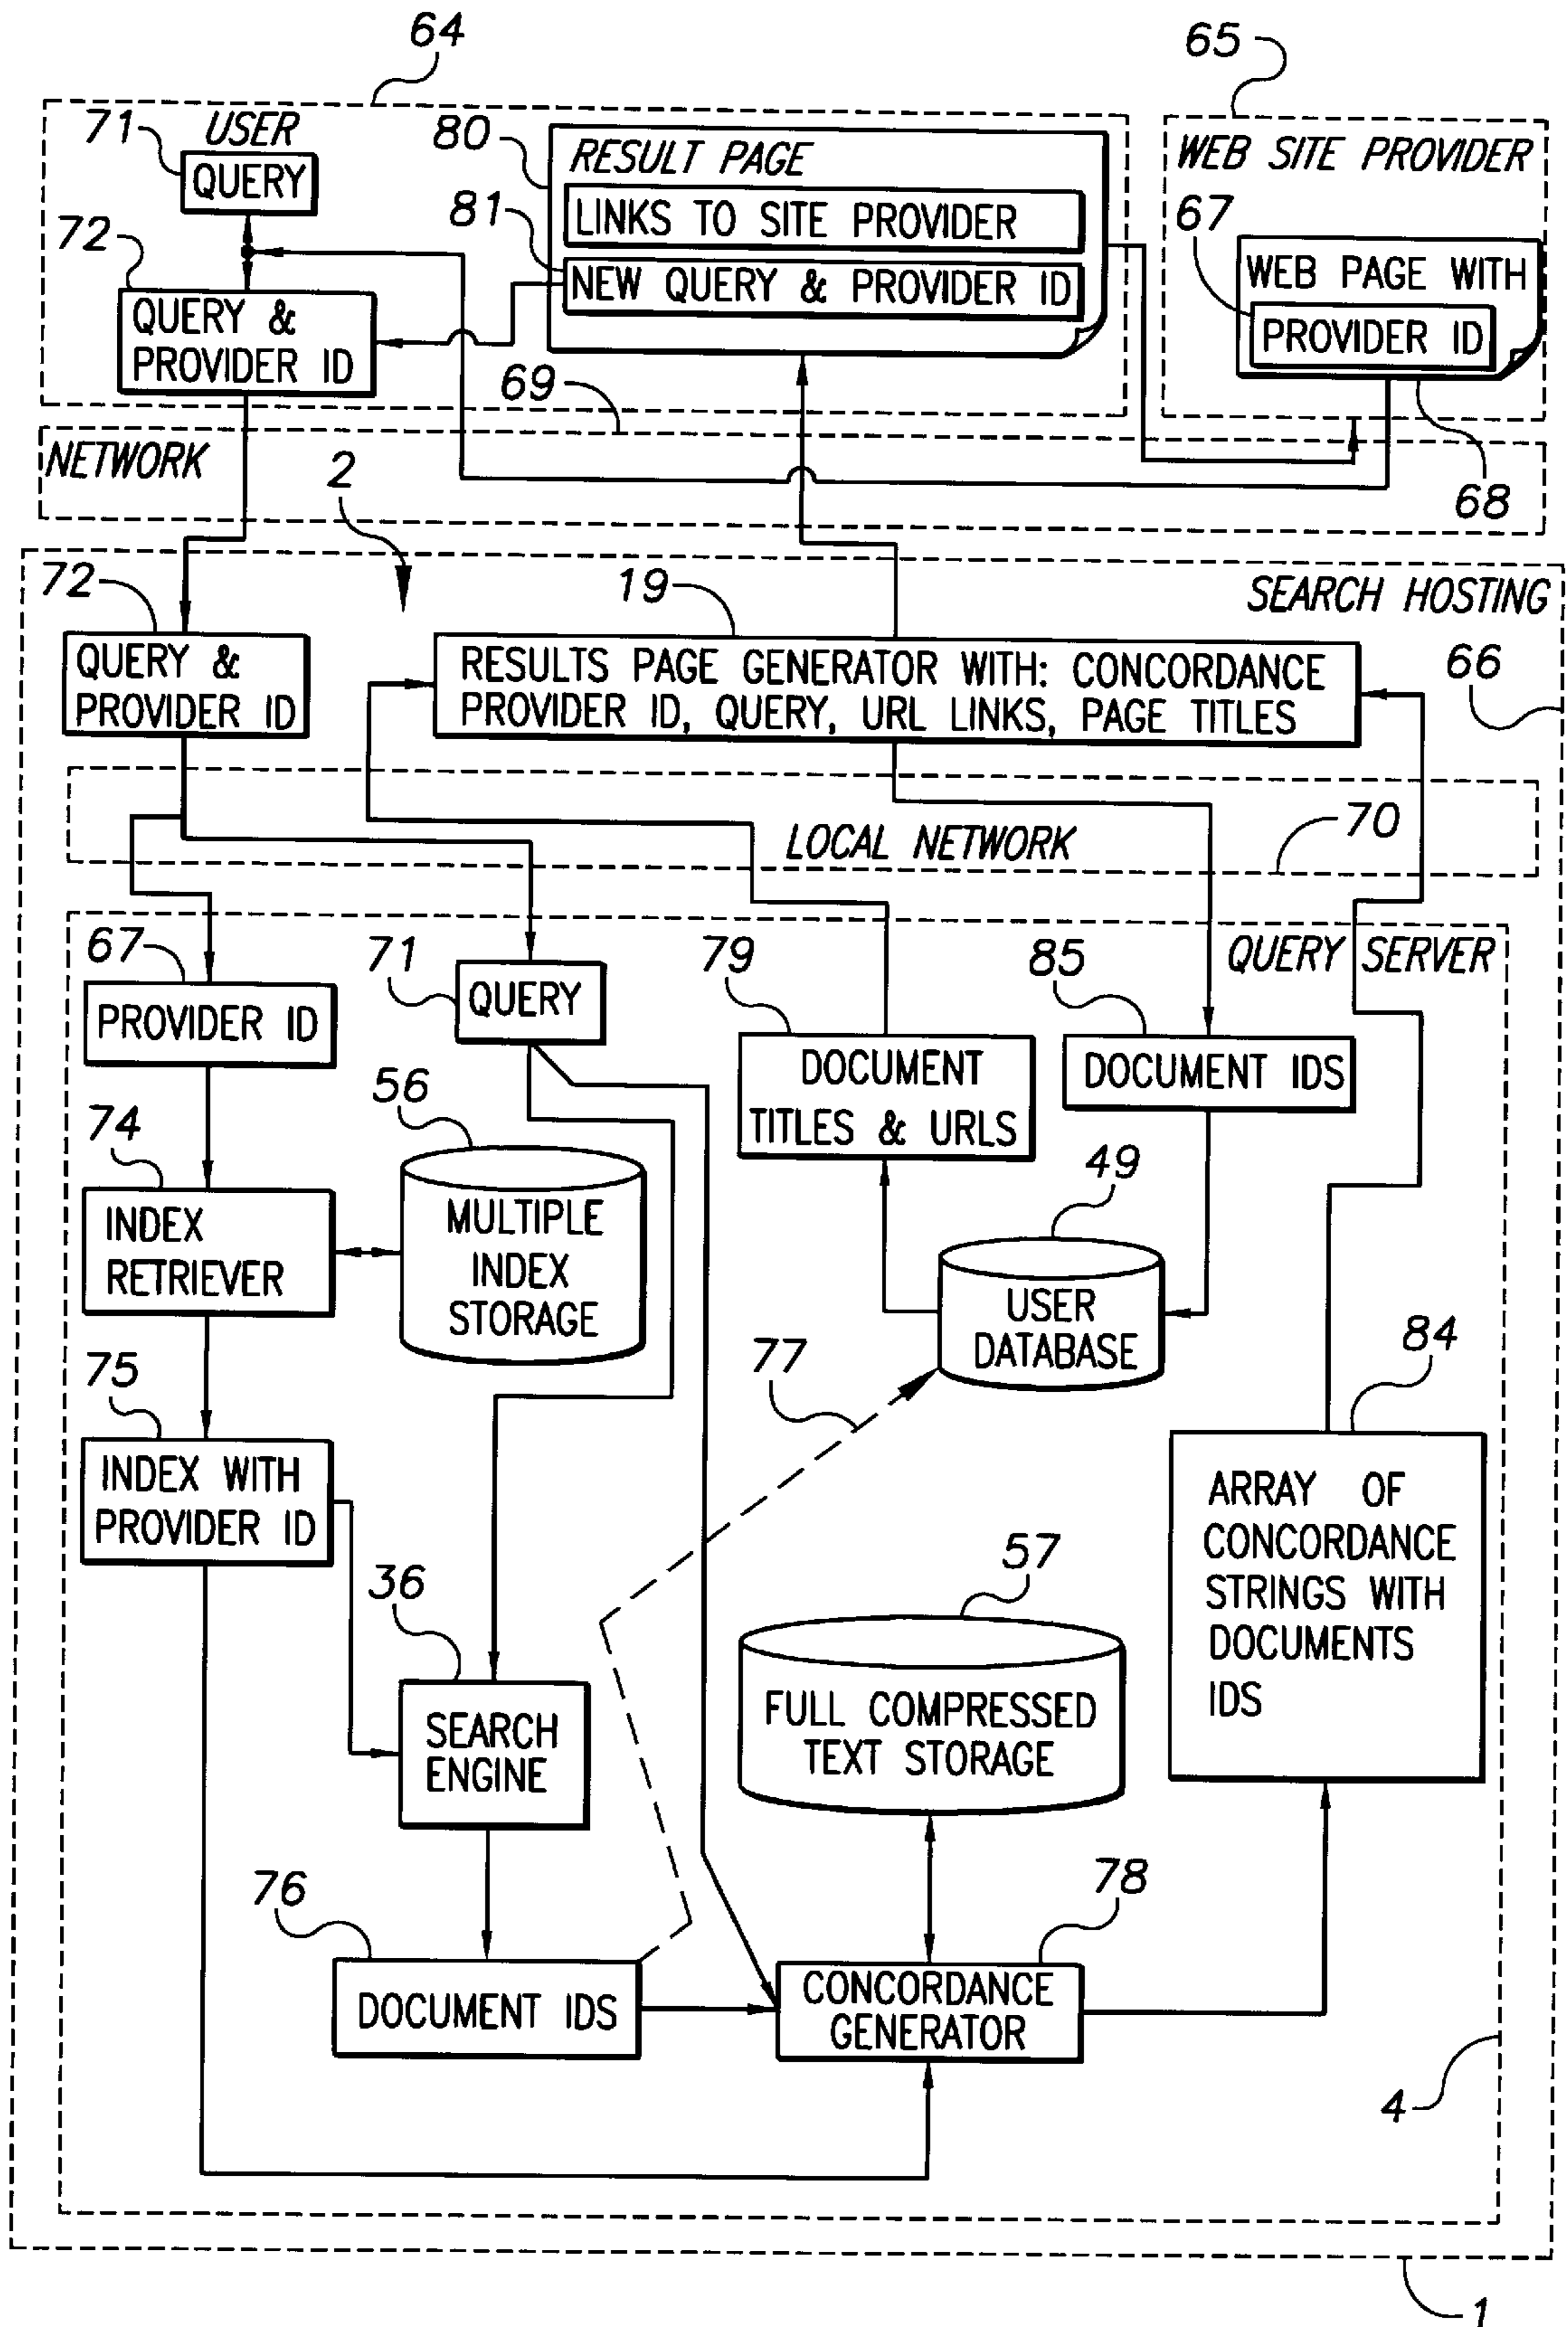 64
65
71
USER
QUERY
80
RESULT PAGE
WEB SITE PROVIDER
81
LINKS TO SITE PROVIDER
67
72
NEW QUERY & PROVIDER ID
WEB PAGE WITH
QUERY &
PROVIDER ID
PROVIDER ID
69
NETWORK
2
68
72
19
SEARCH HOSTING
QUERY &
PROVIDER ID
RESULTS PAGE GENERATOR WITH: CONCORDANCE
PROVIDER ID, QUERY, URL LINKS, PAGE TITLES
66
LOCAL NETWORK
70
67
71
79
85
QUERY SERVER
PROVIDER ID
QUERY
DOCUMENT
TITLES & URLS
DOCUMENT IDS
74
56
49
INDEX
RETRIEVER
MULTIPLE
INDEX
STORAGE
USER
DATABASE
75
77
84
INDEX WITH
PROVIDER ID
ARRAY OF
CONCORDANCE
STRINGS WITH
DOCUMENTS
IDS
36
57
SEARCH
ENGINE
FULL COMPRESSED
TEXT STORAGE
76
78
DOCUMENT IDS
CONCORDANCE
GENERATOR
4
1